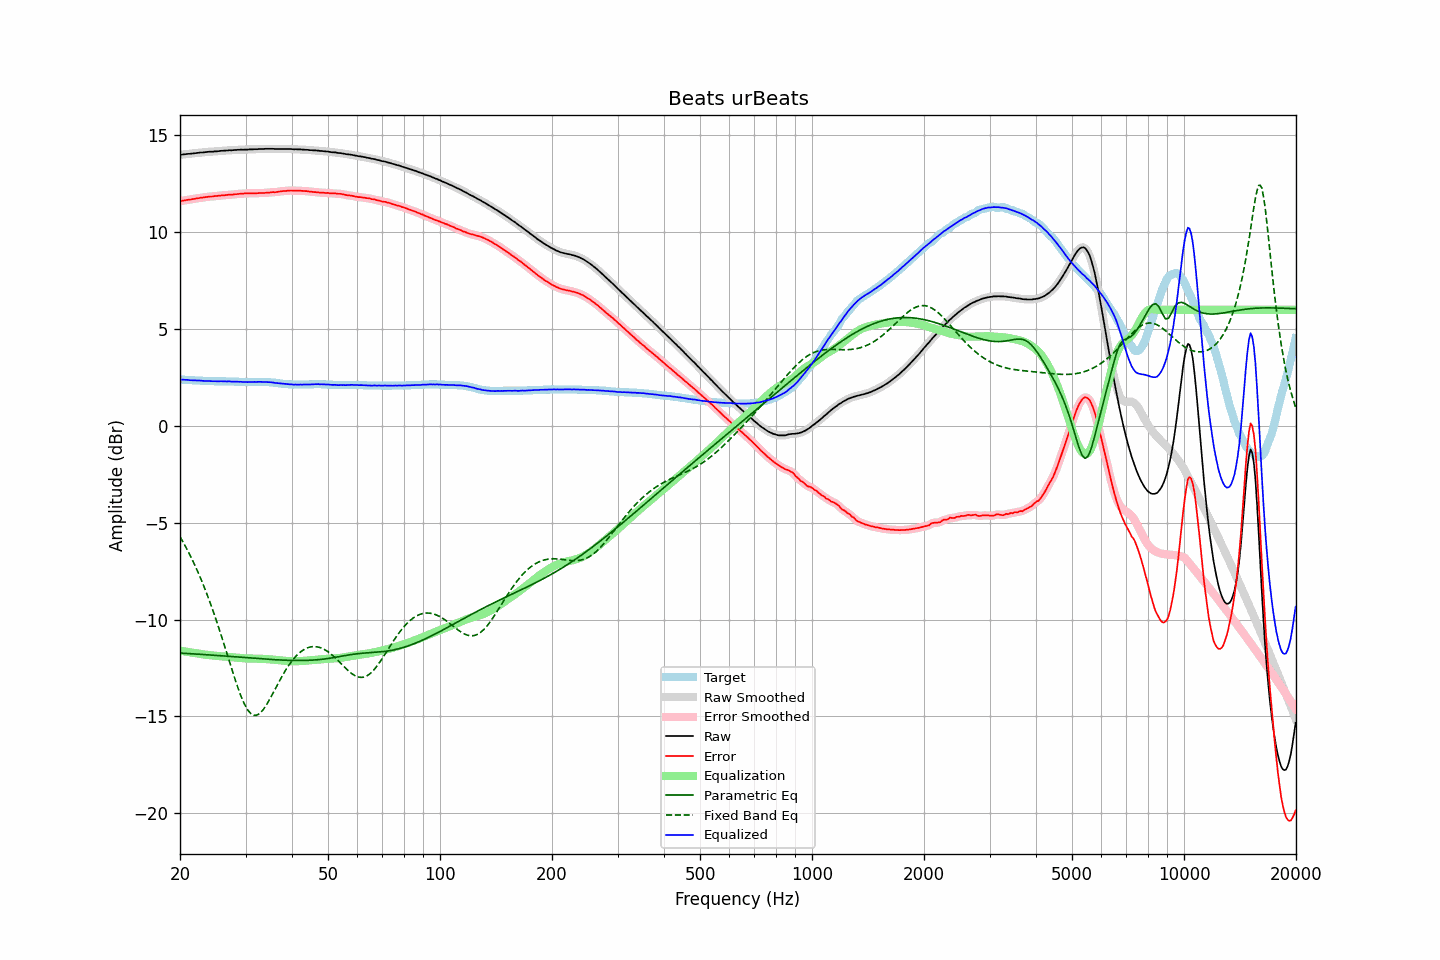 Beats urBeats
15
10
5
0
−5
−10
−15
−20
Amplitude (dBr)
20
50
100
200
500
1000
2000
5000
10000
20000
Frequency (Hz)
Target
Raw Smoothed
Error Smoothed
Raw
Error
Equalization
Parametric Eq
Fixed Band Eq
Equalized